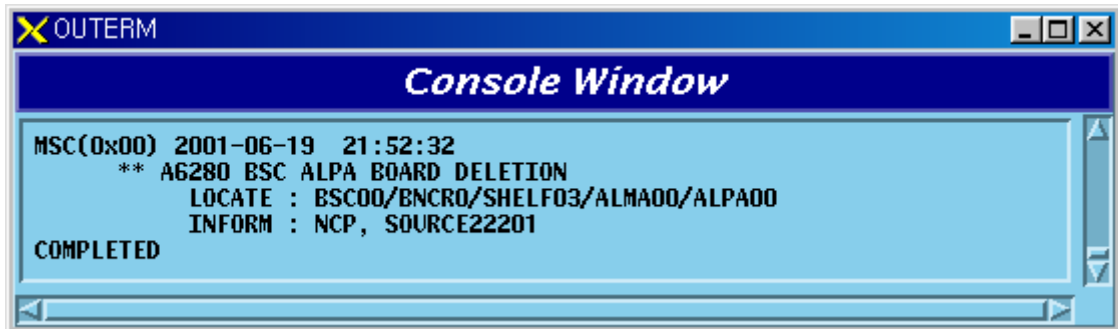 OUTERM
Console Window
MSC(0x00) 2001-06-19 21:52:32
** A6280 BSC ALPA BOARD DELETION
LOCATE : BSC00/BNCR0/SHELF03/ALMA00/ALPA00
INFORM : NCP, SOURCE22201
COMPLETED